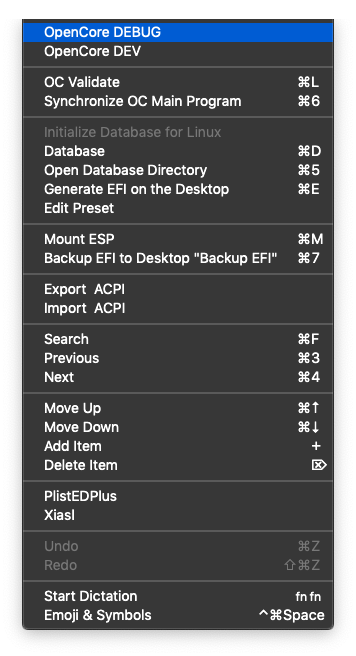 OpenCore DEBUG
OpenCore DEV
OC Validate ⌘L
Synchronize OC Main Program ⌘6
Initialize Database for Linux
Database ⌘D
Open Database Directory ⌘5
Generate EFI on the Desktop ⌘E
Edit Preset
Mount ESP ⌘M
Backup EFI to Desktop "Backup EFI" ⌘7
Export  ACPI
Import  ACPI
Search ⌘F
Previous ⌘3
Next ⌘4
Move Up ⌘↑
Move Down ⌘↓
Add Item +
Delete Item ⌦
PlistEDPlus
Xiasl
Undo ⌘Z
Redo ⇧⌘Z
Start Dictation fn fn
Emoji & Symbols ^⌘Space